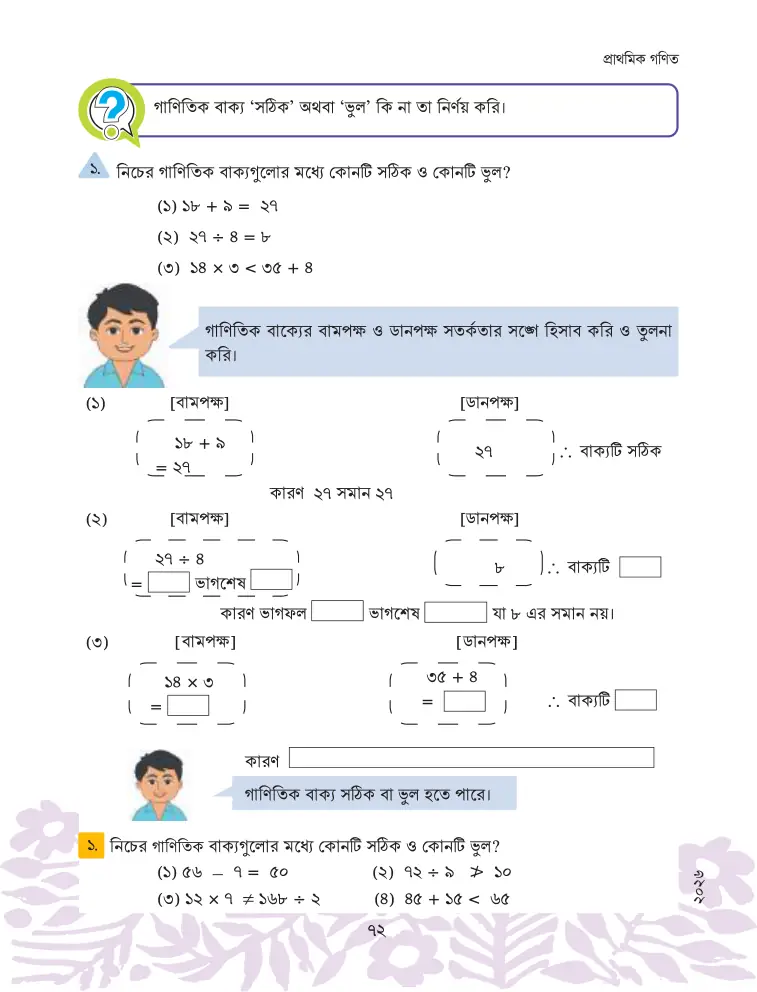 প্রাথমিক গণিত
গাণিতিক বাক্য ‘সঠিক’ অথবা ‘ভুল’ কি না তা নির্ণয় করি।
১. নিচের গাণিতিক বাক্যগুলোর মধ্যে কোনটি সঠিক ও কোনটি ভুল?
(১) ১৮ + ৯ = ২৭
(২) ২৭ ÷ ৪ = ৮
(৩) ১৪ × ৩ < ৩৫ + ৪
গাণিতিক বাক্যের বামপক্ষ ও ডানপক্ষ সতর্কতার সঙ্গে হিসাব করি ও তুলনা
করি।
(১) [বামপক্ষ] [ডানপক্ষ]
১৮ + ৯
= ২৭
২৭ ∴ বাক্যটি সঠিক
কারণ ২৭ সমান ২৭
(২) [বামপক্ষ] [ডানপক্ষ]
২৭ ÷ ৪
= ভাগশেষ
৮ ∴ বাক্যটি
কারণ ভাগফল ভাগশেষ যা ৮ এর সমান নয়।
(৩) [বামপক্ষ] [ডানপক্ষ]
১৪ × ৩
=
৩৫ + ৪
= ∴ বাক্যটি
কারণ
গাণিতিক বাক্য সঠিক বা ভুল হতে পারে।
১. নিচের গাণিতিক বাক্যগুলোর মধ্যে কোনটি সঠিক ও কোনটি ভুল?
(১) ৫৬ – ৭ = ৫০ (২) ৭২ ÷ ৯ ≯ ১০
(৩) ১২ × ৭ ≠ ১৬৮ ÷ ২ (৪) ৪৫ + ১৫ < ৬৫
২০২৬
৭২